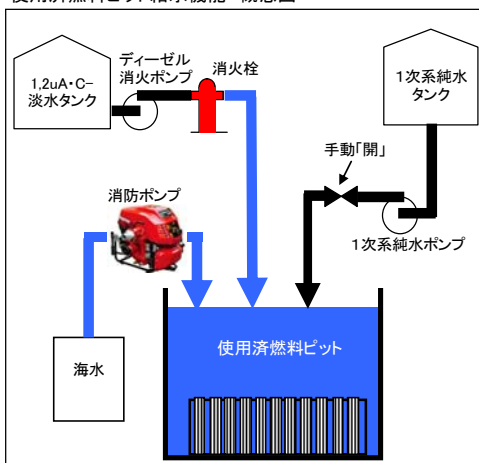 ディーゼル
消火ポンプ
消火栓
1,2uA・C-
淡水タンク
1次系純水
タンク
手動「開」
消防ポンプ
1次系純水ポンプ
海水
使用済燃料ピット